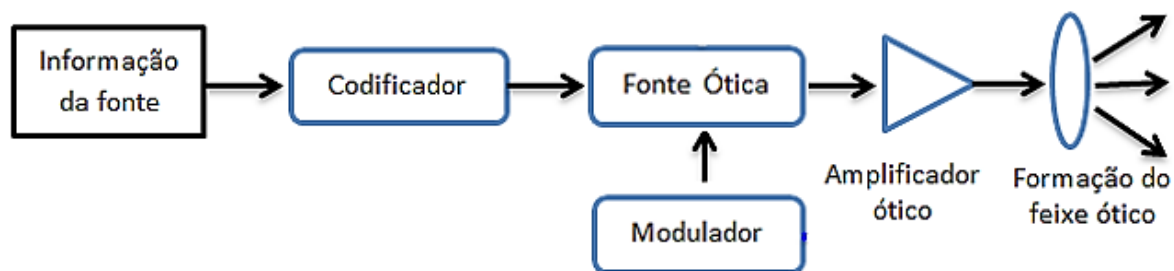 Informação
da fonte
Codificador
Fonte Ótica
Modulador
Amplificador
ótico
Formação do
feixe ótico